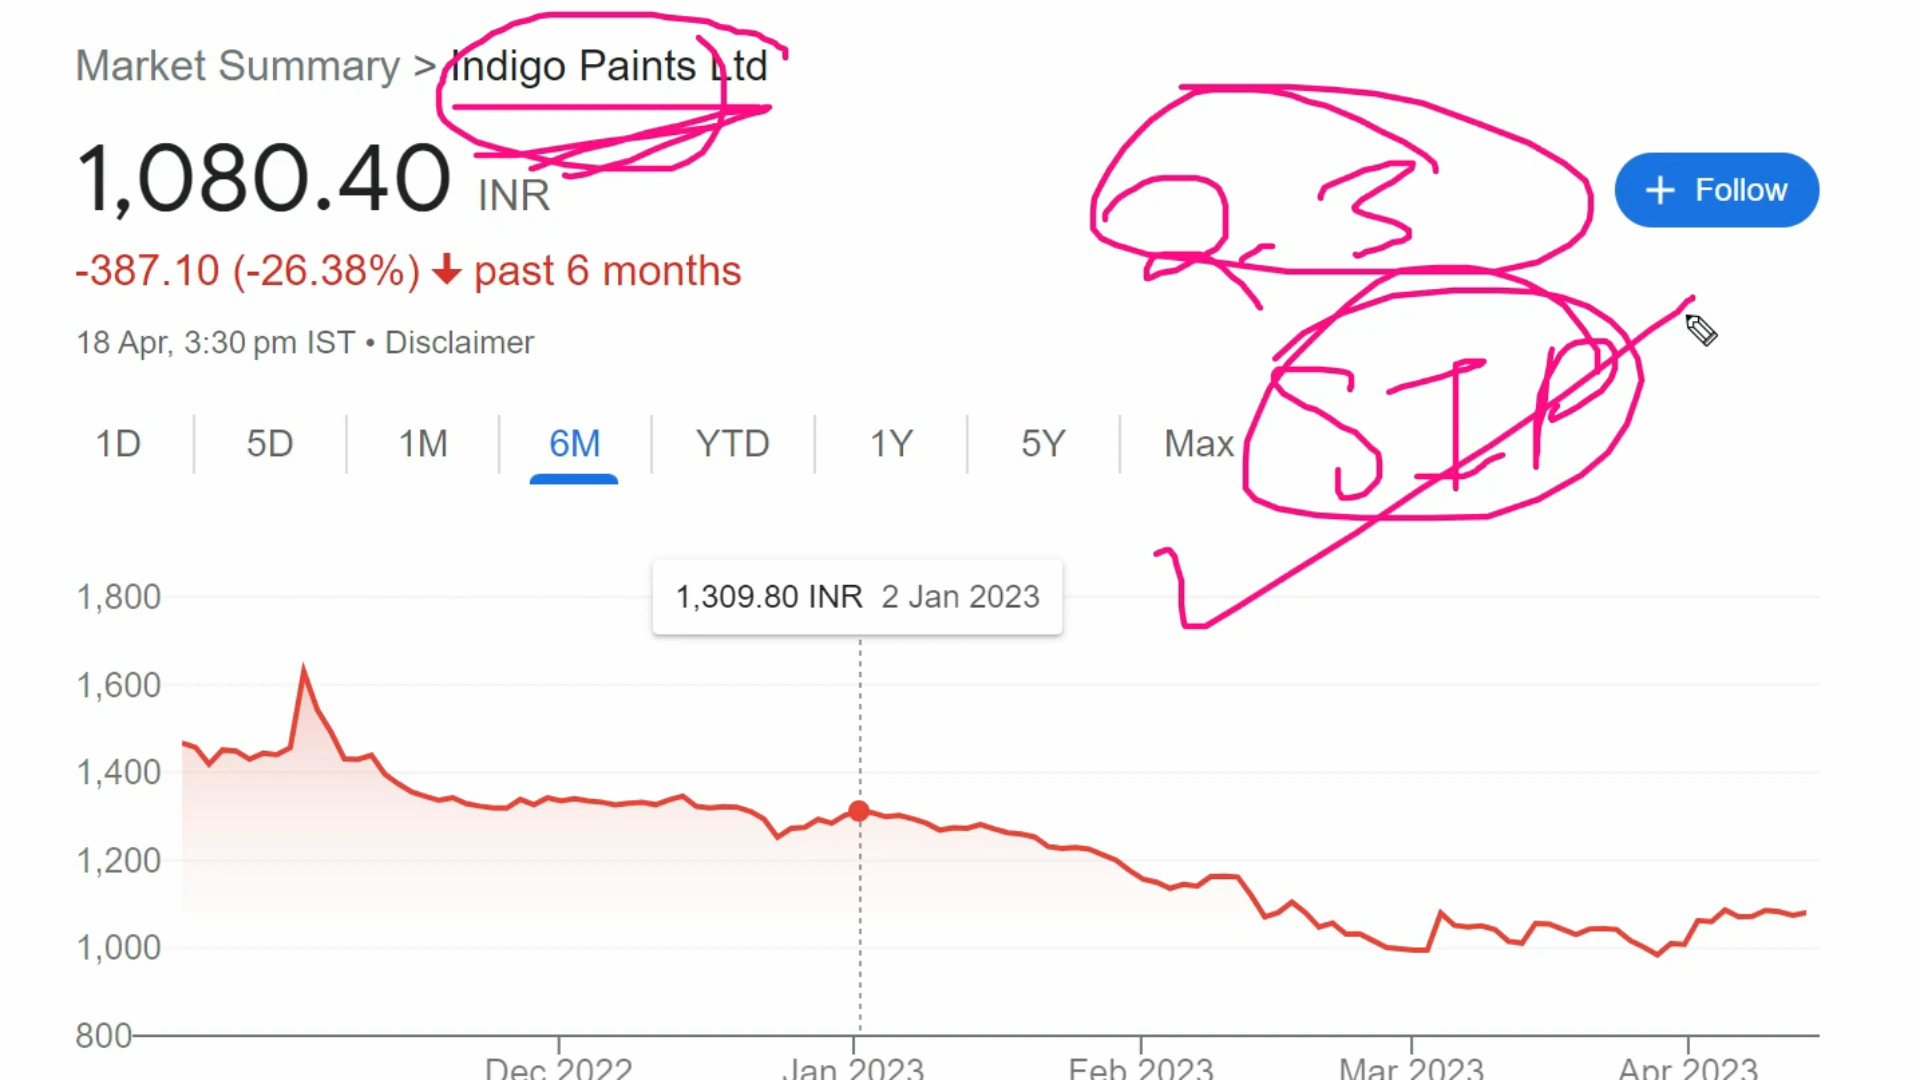 Market Summary > Indigo Paints Ltd
1,080.40 INR
Q 3
+ Follow
-387.10 (-26.38%) past 6 months
18 Apr, 3:30 pm IST • Disclaimer
SIP
1D 5D 1M 6M YTD 1Y 5Y Max
1,309.80 INR 2 Jan 2023
1,800
1,600
1,400
1,200
1,000
800
Dec 2022 Jan 2023 Feb 2023 Mar 2023 Apr 2023